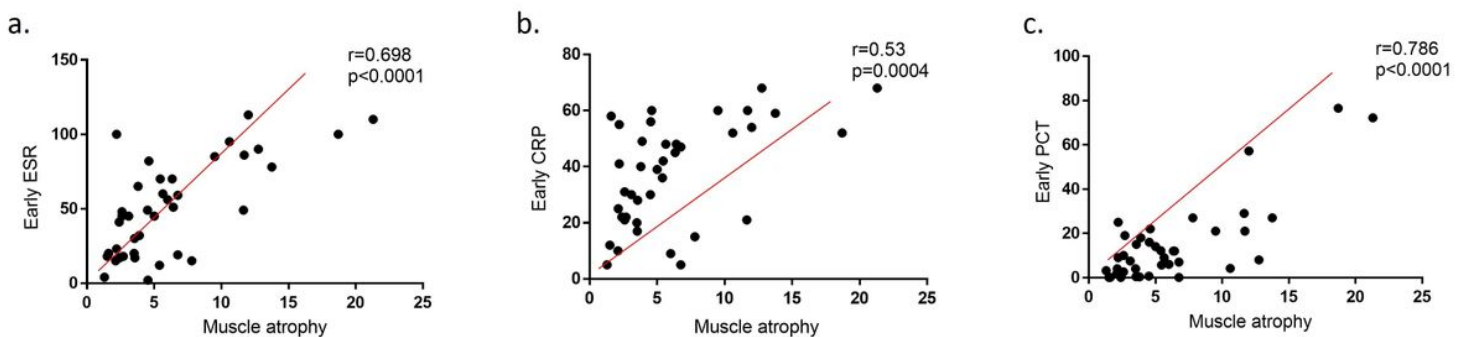 a.
r=0.698
p<0.0001
150
100
50
0
Early ESR
0 5 10 15 20 25
Muscle atrophy
b.
r=0.53
p=0.0004
80
60
40
20
0
Early CRP
0 5 10 15 20 25
Muscle atrophy
c.
r=0.786
p<0.0001
100
80
60
40
20
0
Early PCT
0 5 10 15 20 25
Muscle atrophy